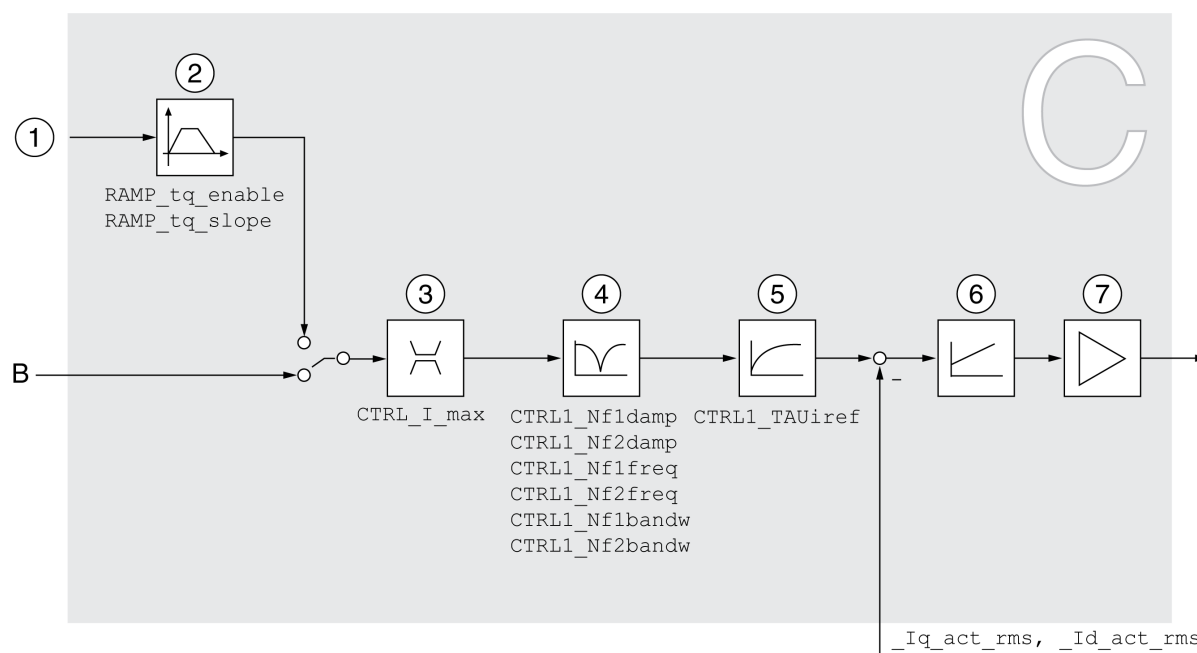 C
2
1
RAMP_tq_enable
RAMP_tq_slope
3
4
5
6
7
B
–
CTRL_I_max
CTRL1_Nf1damp
CTRL1_Nf2damp
CTRL1_Nf1freq
CTRL1_Nf2freq
CTRL1_Nf1bandw
CTRL1_Nf2bandw
CTRL1_TAUiref
_Iq_act_rms, _Id_act_rms